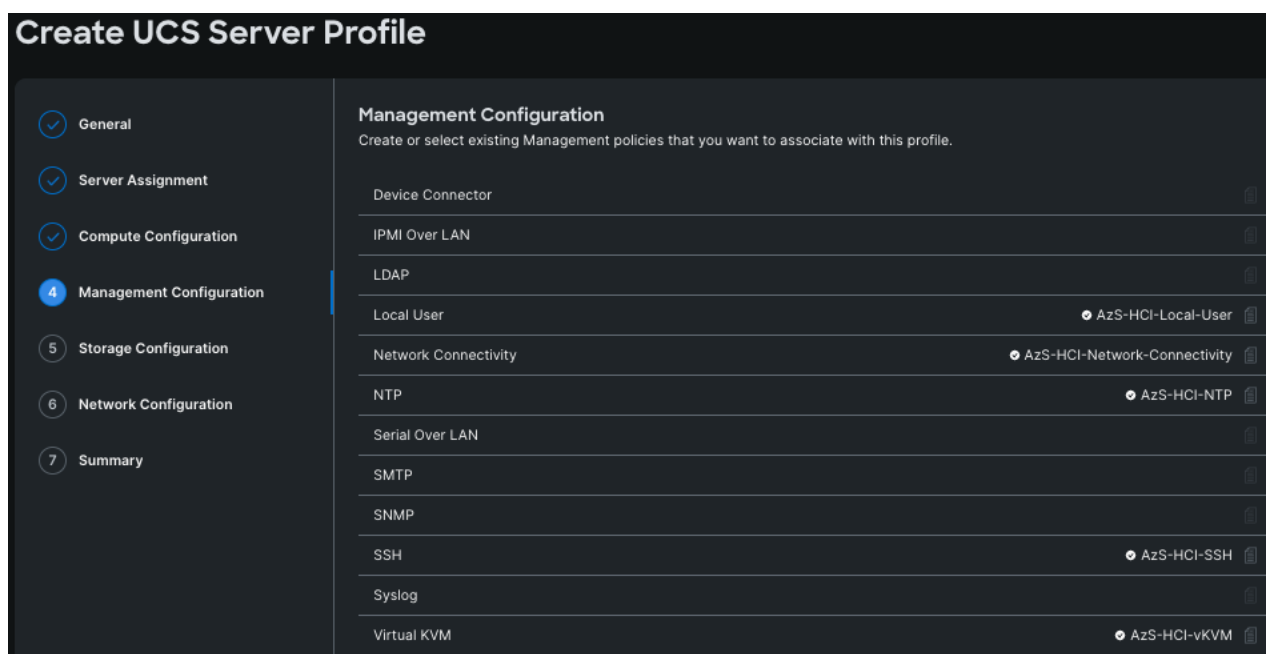 Create UCS Server Profile
General
Server Assignment
Compute Configuration
4 Management Configuration
5 Storage Configuration
6 Network Configuration
7 Summary
Management Configuration
Create or select existing Management policies that you want to associate with this profile.
Device Connector
IPMI Over LAN
LDAP
Local User AzS-HCI-Local-User
Network Connectivity AzS-HCI-Network-Connectivity
NTP AzS-HCI-NTP
Serial Over LAN
SMTP
SNMP
SSH AzS-HCI-SSH
Syslog
Virtual KVM AzS-HCI-vKVM